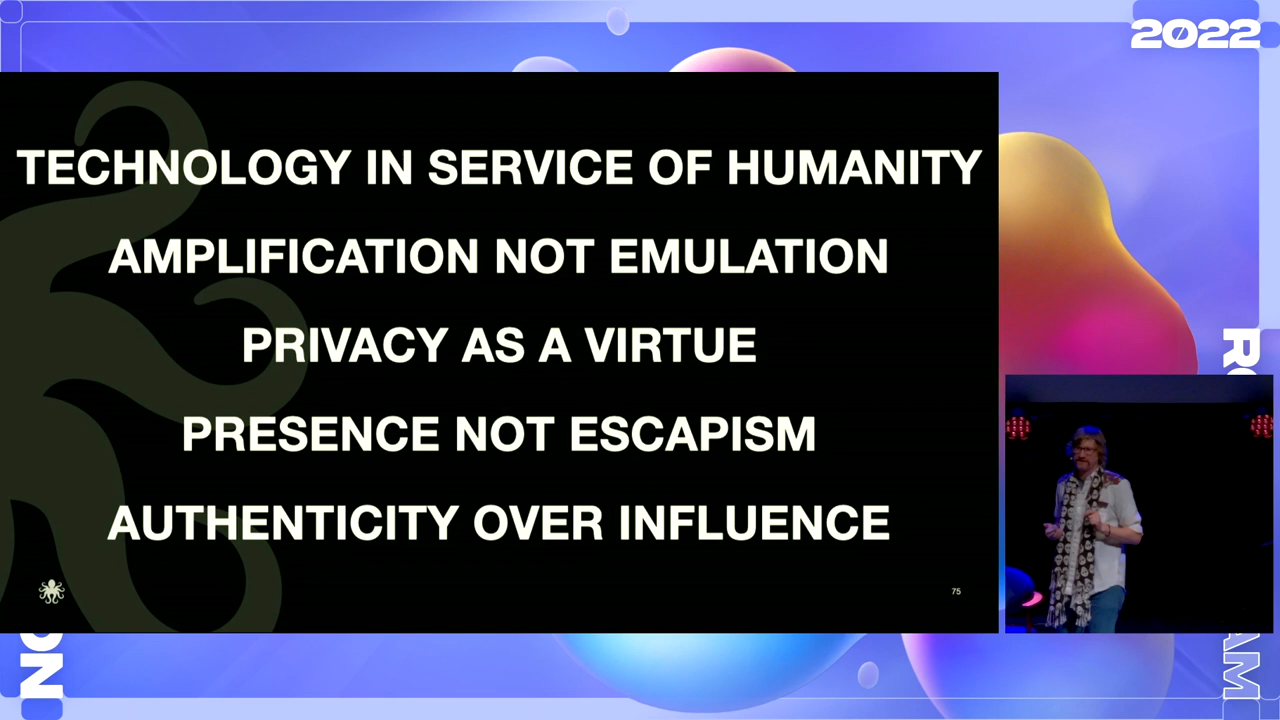 2022
TECHNOLOGY IN SERVICE OF HUMANITY
AMPLIFICATION NOT EMULATION
PRIVACY AS A VIRTUE
PRESENCE NOT ESCAPISM
AUTHENTICITY OVER INFLUENCE
75